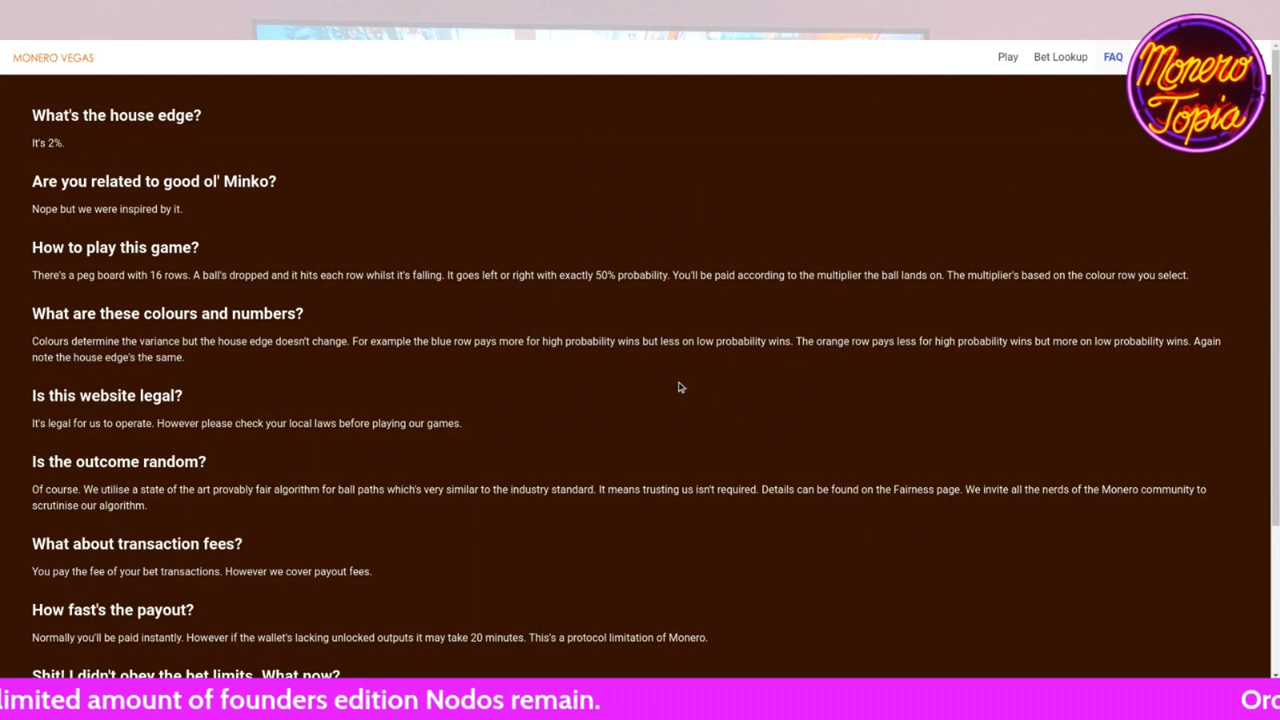 MONERO VEGAS
Play Bet Lookup FAQ
Monero
Topia
What's the house edge?
It's 2%.
Are you related to good ol' Minko?
Nope but we were inspired by it.
How to play this game?
There's a peg board with 16 rows. A ball's dropped and it hits each row whilst it's falling. It goes left or right with exactly 50% probability. You'll be paid according to the multiplier the ball lands on. The multiplier's based on the colour row you select.
What are these colours and numbers?
Colours determine the variance but the house edge doesn't change. For example the blue row pays more for high probability wins but less on low probability wins. The orange row pays less for high probability wins but more on low probability wins. Again
note the house edge's the same.
Is this website legal?
It's legal for us to operate. However please check your local laws before playing our games.
Is the outcome random?
Of course. We utilise a state of the art provably fair algorithm for ball paths which's very similar to the industry standard. It means trusting us isn't required. Details can be found on the Fairness page. We invite all the nerds of the Monero community to
scrutinise our algorithm.
What about transaction fees?
You pay the fee of your bet transactions. However we cover payout fees.
How fast's the payout?
Normally you'll be paid instantly. However if the wallet's lacking unlocked outputs it may take 20 minutes. This's a protocol limitation of Monero.
Shit! I didn't obey the bet limits. What now?
limited amount of founders edition Nodos remain.